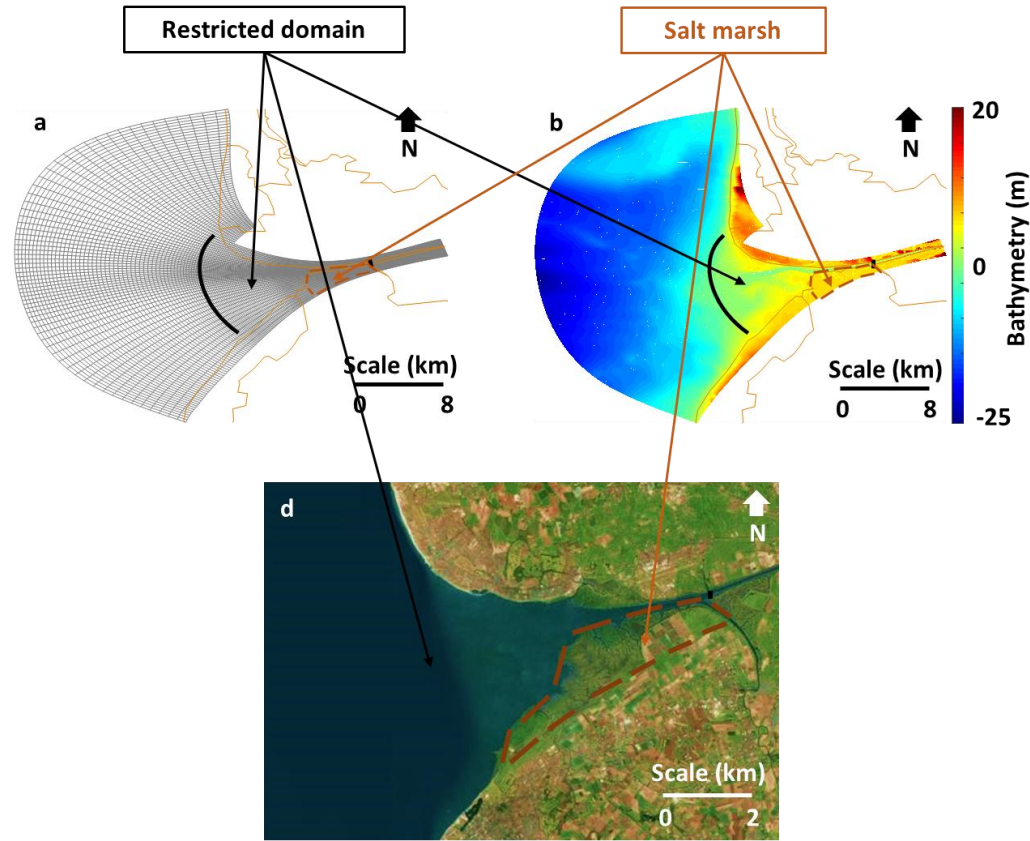 Restricted domain
Salt marsh
a
N
b
N
20
0
-25
Bathymetry (m)
Scale (km)
0 8
Scale (km)
0 8
d
N
Scale (km)
0 2